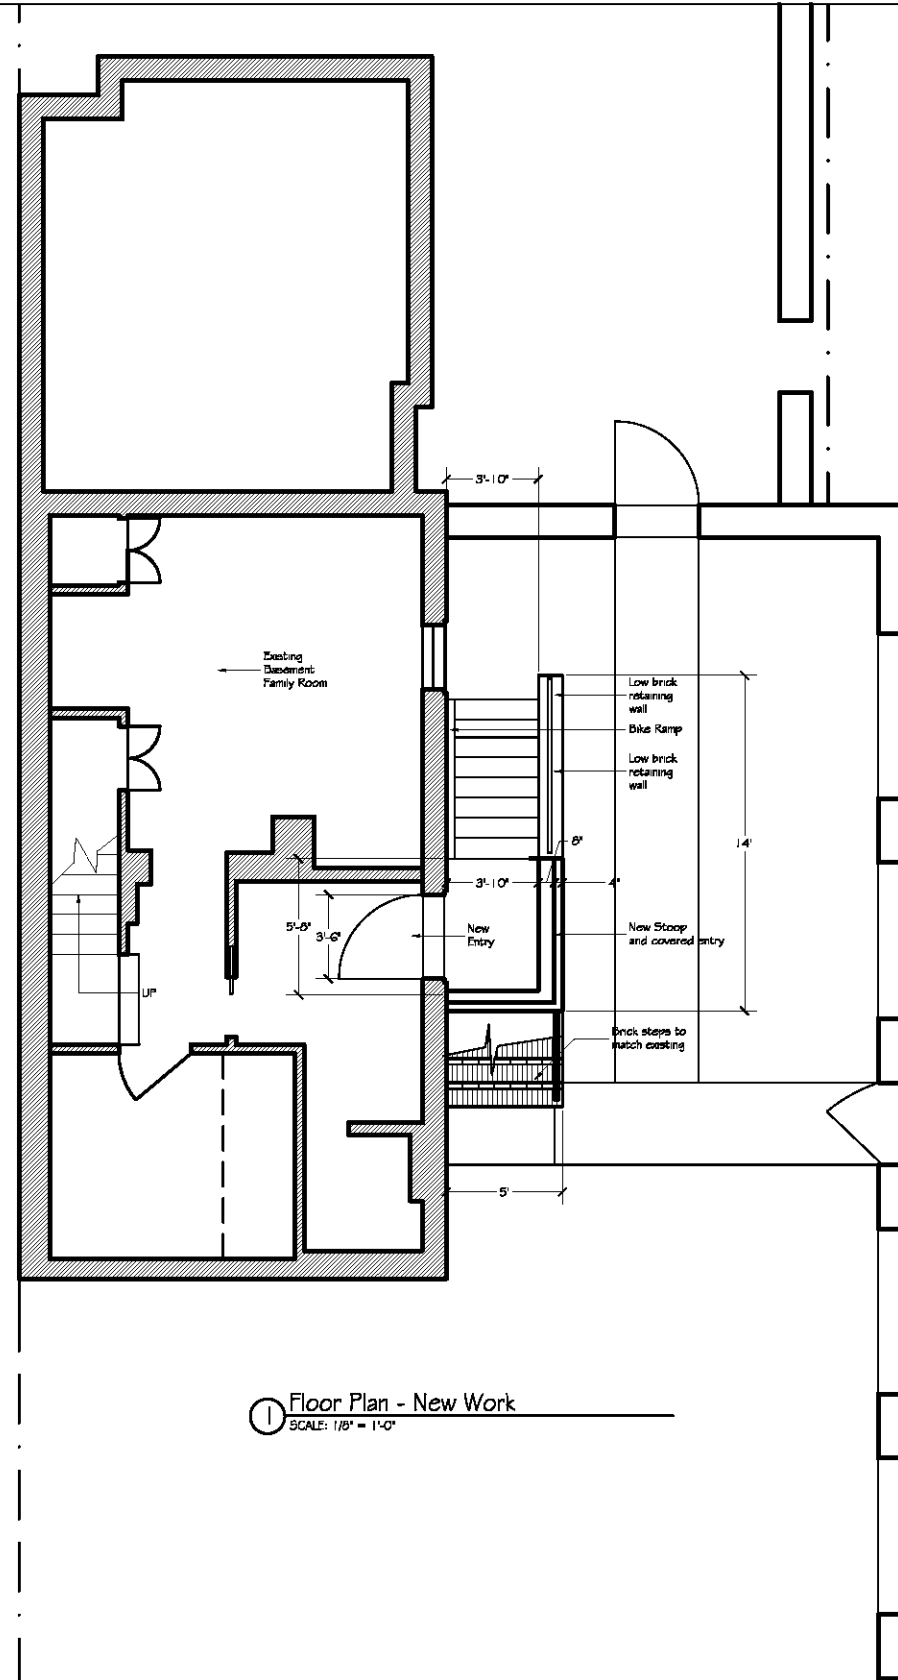 3'-10"
Existing
Basement
Family Room
Low brick
retaining
wall
Bike Ramp
Low brick
retaining
wall
14'
8"
3'-10"
4"
5'-8"
3'-6"
New
Entry
New Stoop
and covered entry
UP
Brick steps to
match existing
5'
1
Floor Plan - New Work
SCALE: 1/8" = 1'-0"